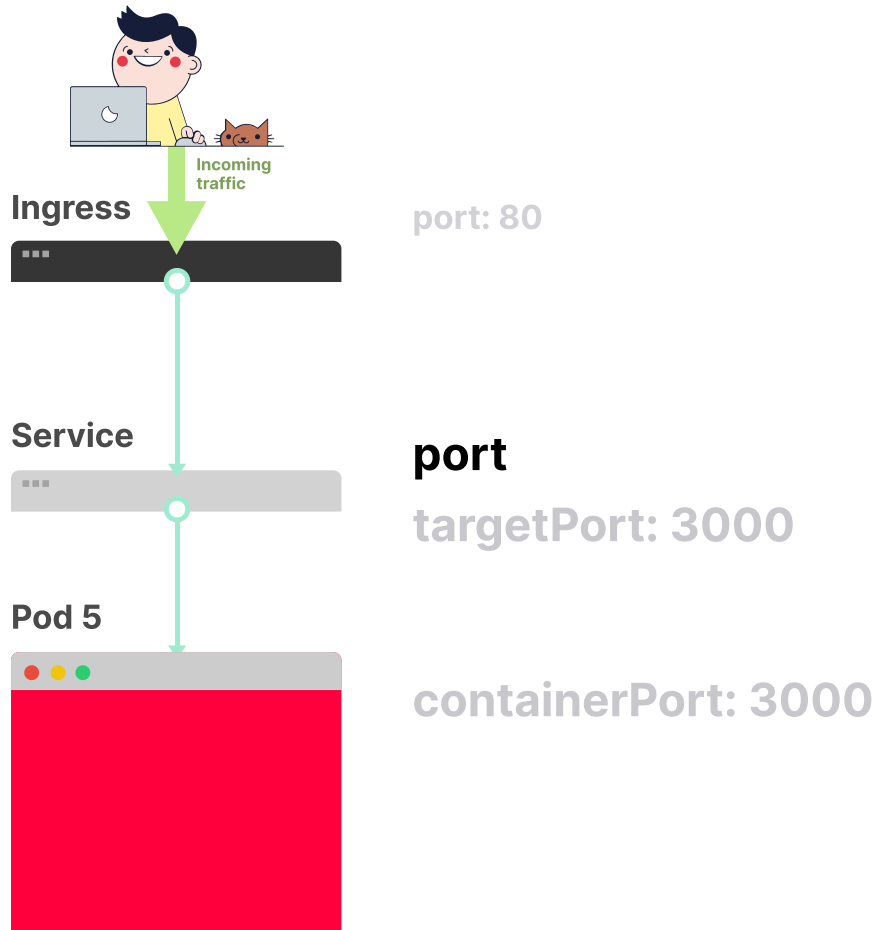 Incoming
traffic
Ingress
port: 80
Service
port
targetPort: 3000
Pod 5
containerPort: 3000